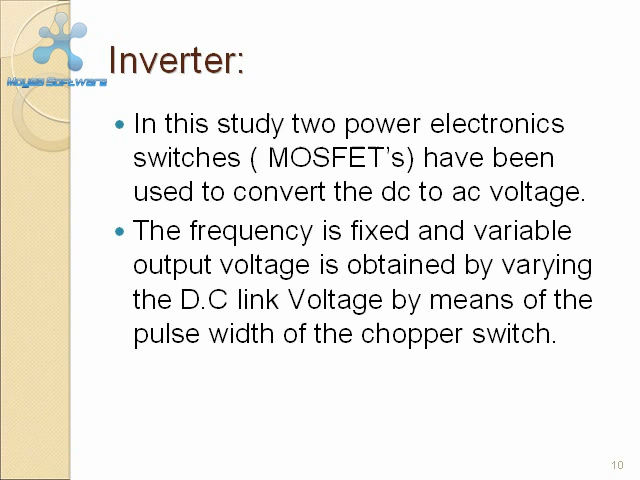 Inverter:
Moyea Software
In this study two power electronics
switches ( MOSFET's) have been
used to convert the dc to ac voltage.
The frequency is fixed and variable
output voltage is obtained by varying
the D.C link Voltage by means of the
pulse width of the chopper switch.
10